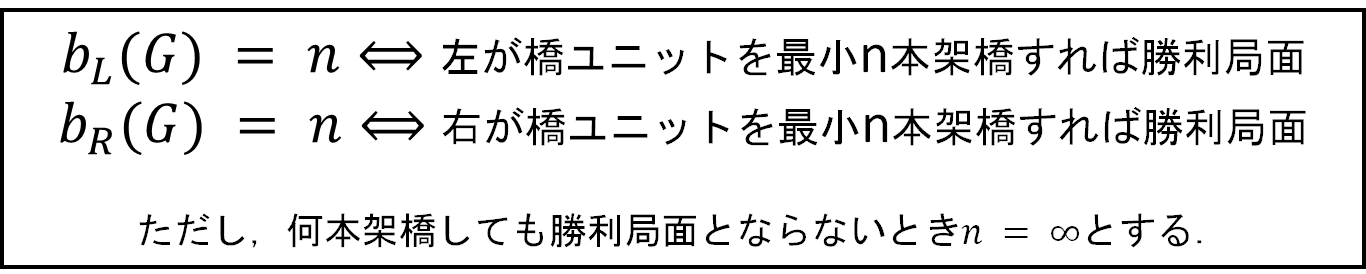 b_L(G) = n ⟺ 左が橋ユニットを最小n本架橋すれば勝利局面
b_R(G) = n ⟺ 右が橋ユニットを最小n本架橋すれば勝利局面
ただし，何本架橋しても勝利局面とならないときn = ∞とする.